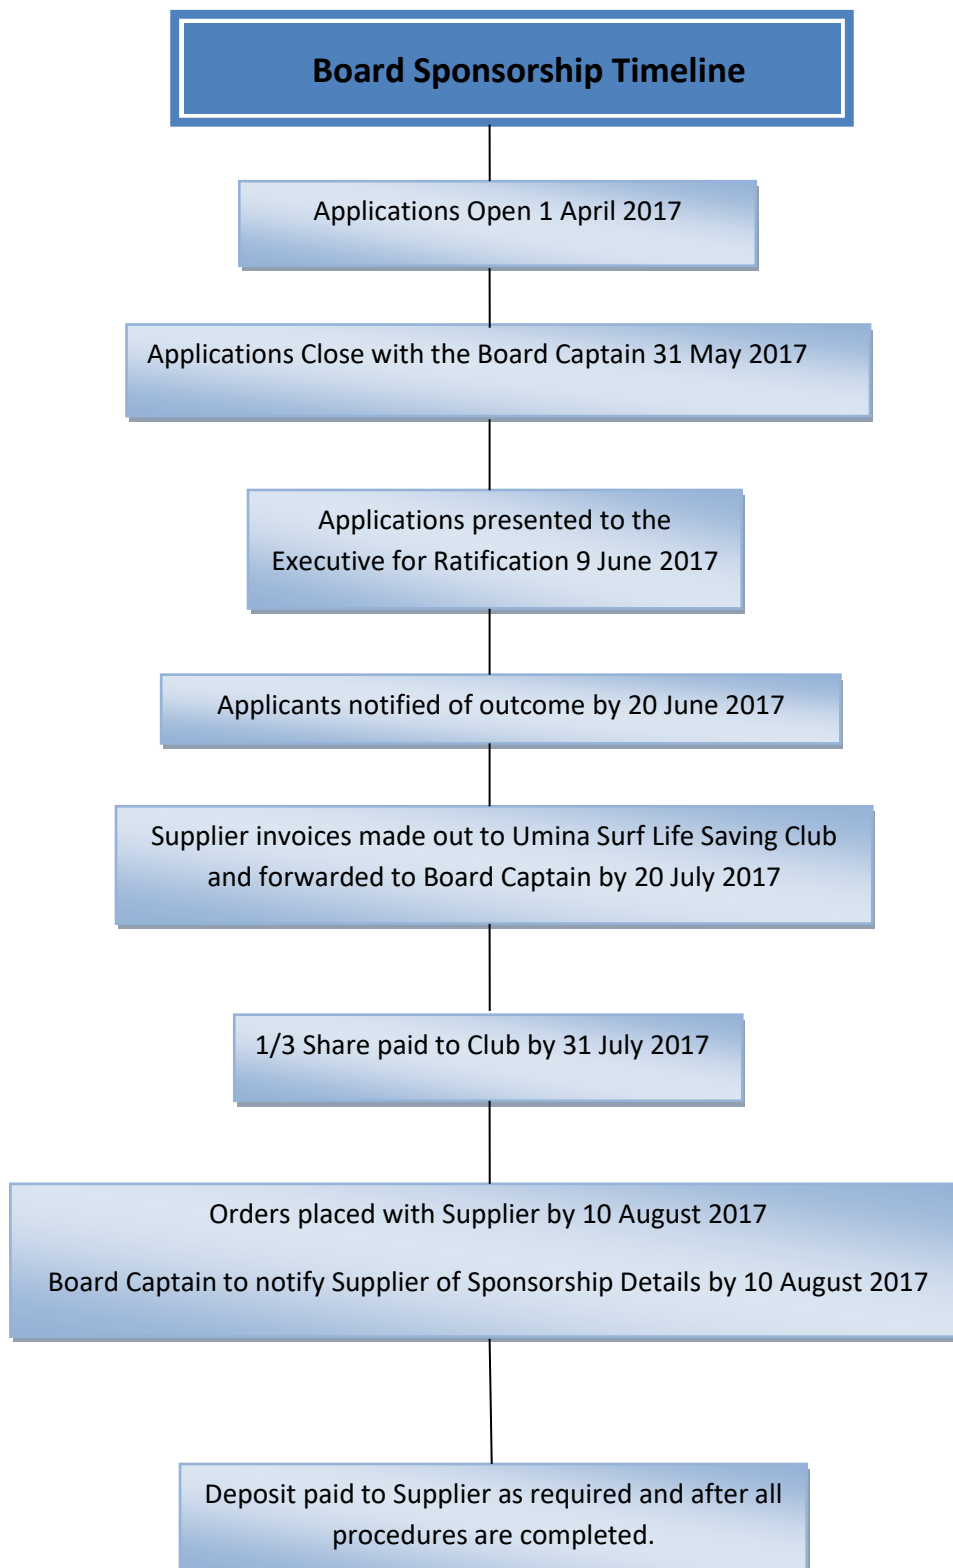 Board Sponsorship Timeline
Applications Open 1 April 2017
Applications Close with the Board Captain 31 May 2017
Applications presented to the
Executive for Ratification 9 June 2017
Applicants notified of outcome by 20 June 2017
Supplier invoices made out to Umina Surf Life Saving Club
and forwarded to Board Captain by 20 July 2017
1/3 Share paid to Club by 31 July 2017
Orders placed with Supplier by 10 August 2017
Board Captain to notify Supplier of Sponsorship Details by 10 August 2017
Deposit paid to Supplier as required and after all
procedures are completed.